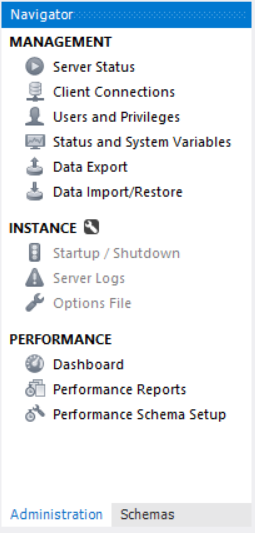 Navigator
MANAGEMENT
Server Status
Client Connections
Users and Privileges
Status and System Variables
Data Export
Data Import/Restore
INSTANCE
Startup / Shutdown
Server Logs
Options File
PERFORMANCE
Dashboard
Performance Reports
Performance Schema Setup
Administration Schemas